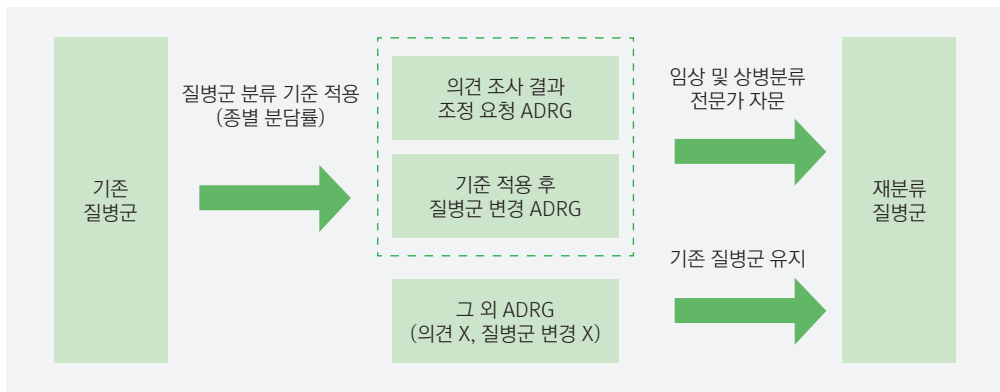 기존
질병군
질병군 분류 기준 적용
(종별 분담률)
의견 조사 결과
조정 요청 ADRG
기준 적용 후
질병군 변경 ADRG
그 외 ADRG
(의견 X, 질병군 변경 X)
임상 및 상병분류
전문가 자문
기존 질병군 유지
재분류
질병군